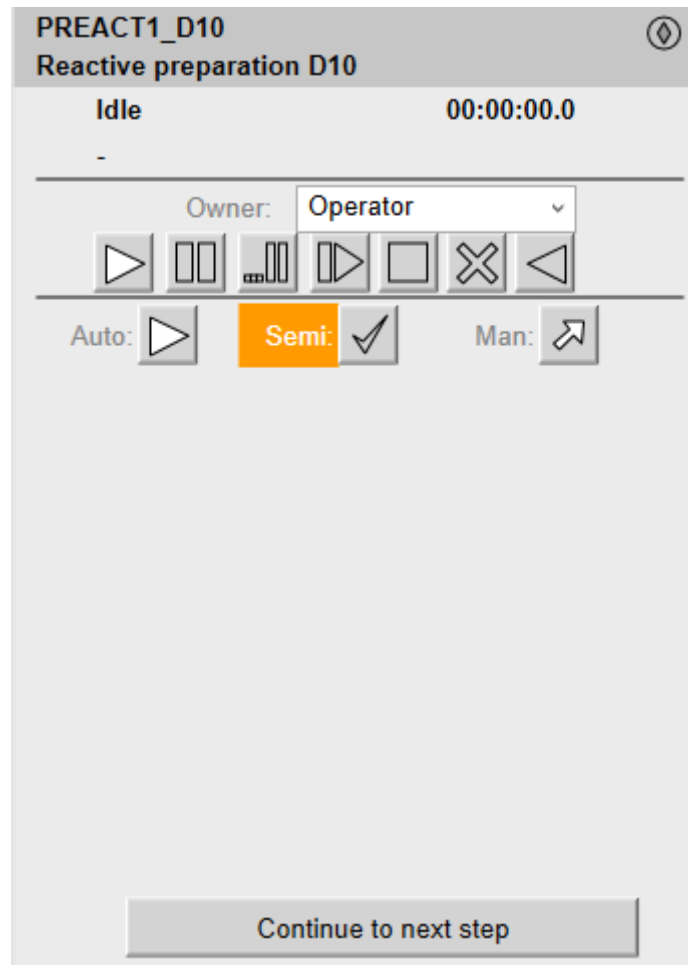 PREACT1_D10
Reactive preparation D10
Idle 00:00:00.0
-
Owner: Operator
Auto: Semi: Man:
Continue to next step